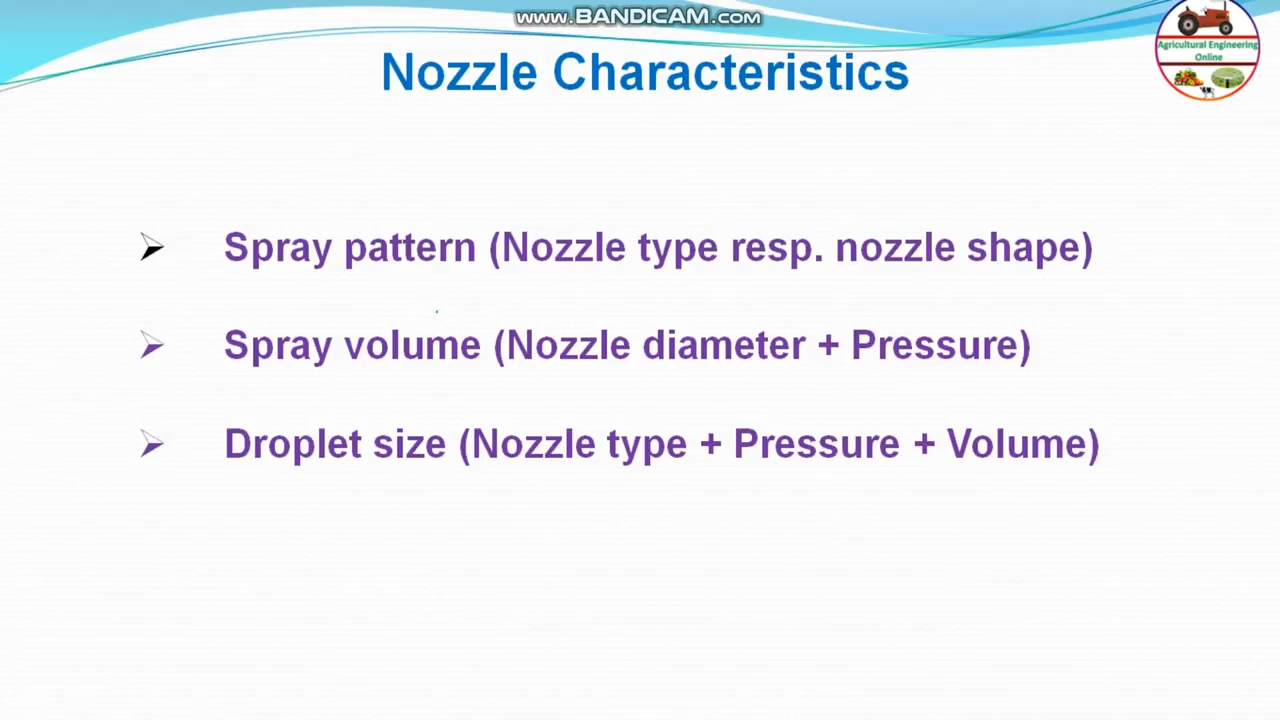 www.BANDICAM.com
Nozzle Characteristics
Agricultural Engineering
Online
Spray pattern (Nozzle type resp. nozzle shape)
Spray volume (Nozzle diameter + Pressure)
Droplet size (Nozzle type + Pressure + Volume)